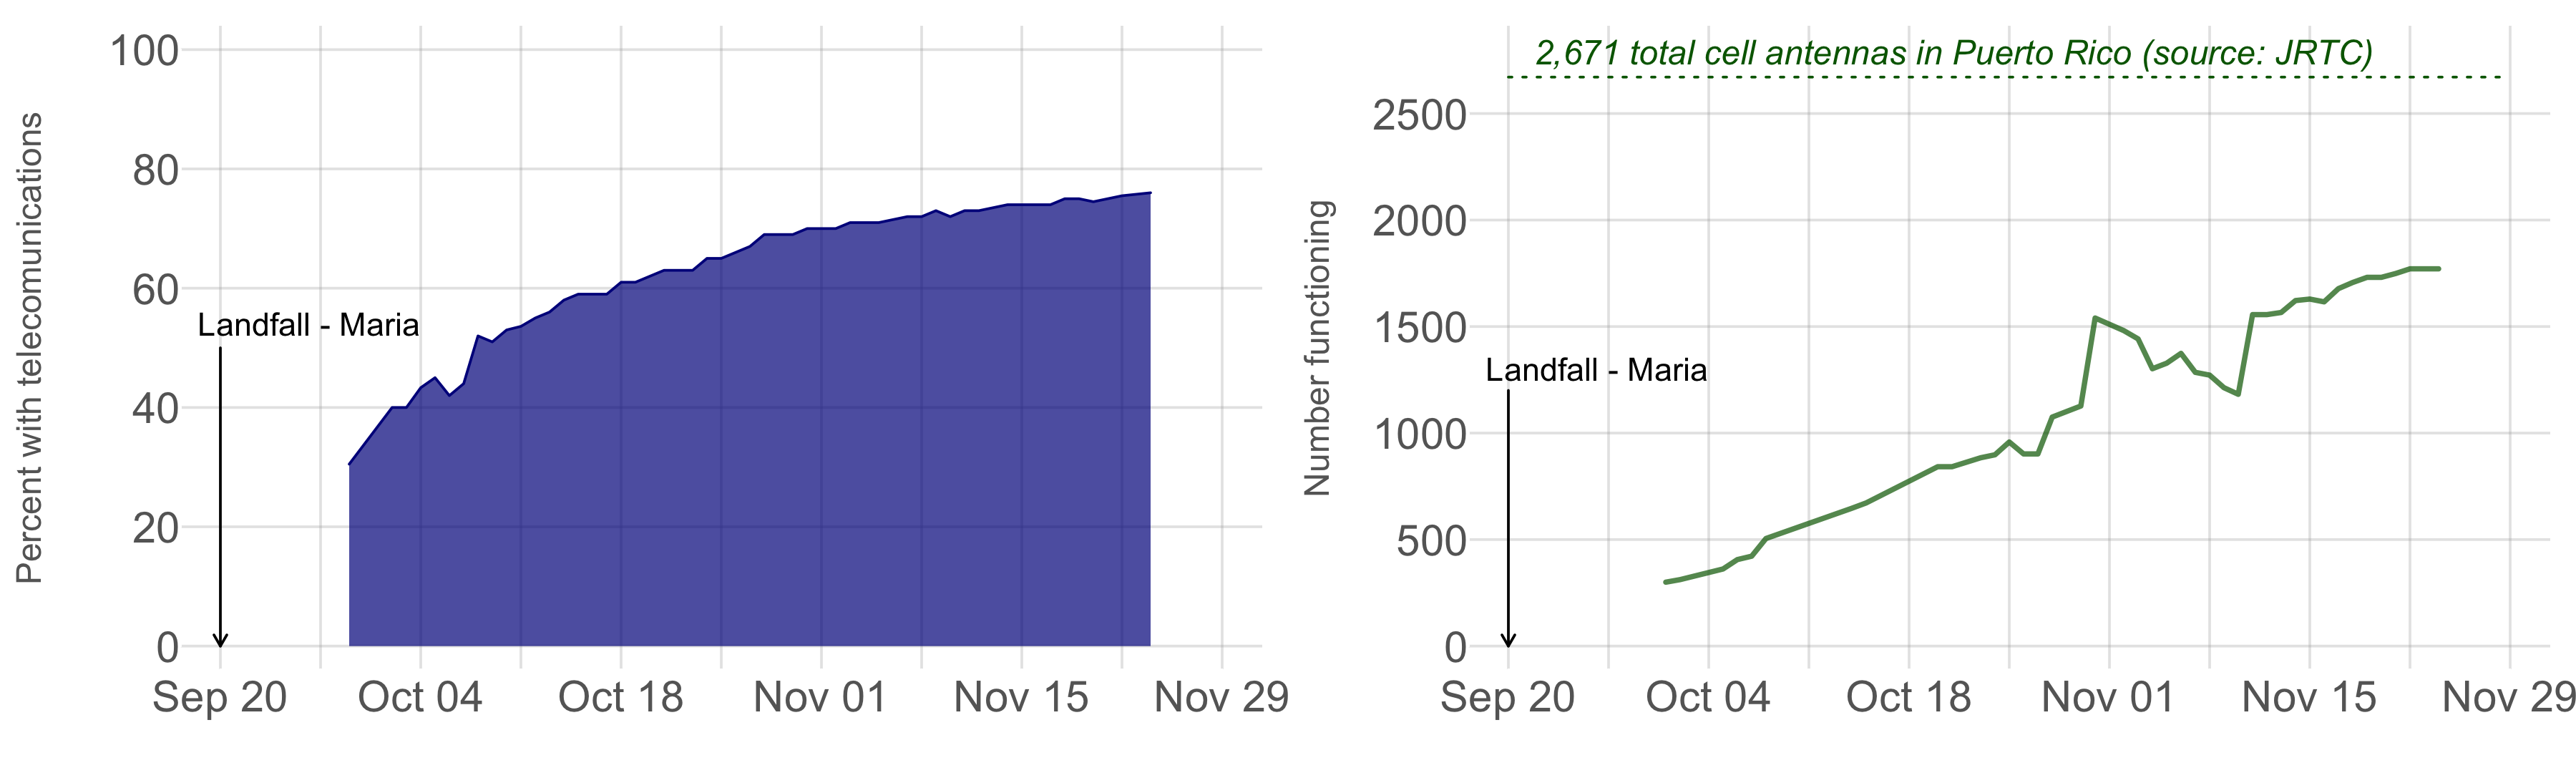 Percent with telecomunications
100
80
60
40
20
0
Landfall - Maria
Sep 20
Oct 04
Oct 18
Nov 01
Nov 15
Nov 29
Number functioning
2,671 total cell antennas in Puerto Rico (source: JRTC)
2500
2000
1500
1000
500
0
Landfall - Maria
Sep 20
Oct 04
Oct 18
Nov 01
Nov 15
Nov 29